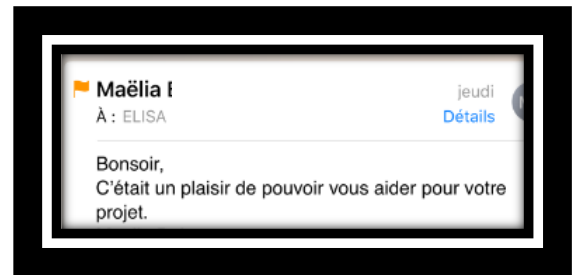 Maëlia
jeudi
À : ELISA
Détails
Bonsoir,
C'était un plaisir de pouvoir vous aider pour votre
projet.